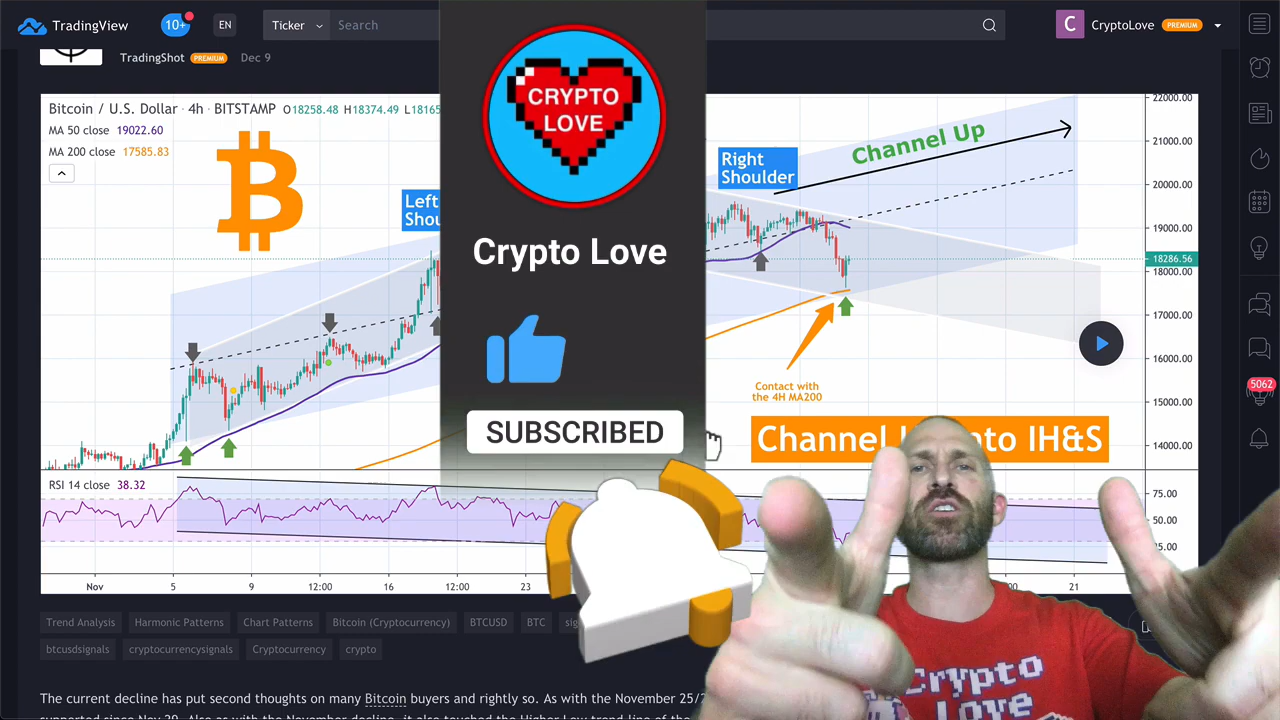 TradingView
10+
EN
Ticker
Search
C
CryptoLove
PREMIUM
TradingShot
PREMIUM
Dec 9
Bitcoin / U.S. Dollar · 4h · BITSTAMP O18258.48 H18374.49 L18165
MA 50 close 19022.60
MA 200 close 17585.83
Left
Shou
CRYPTO
LOVE
Crypto Love
SUBSCRIBED
Right
Shoulder
Channel Up
Contact with
the 4H MA200
22000.00
21000.00
20000.00
19000.00
18286.56
18000.00
16000.00
15000.00
14000.00
5062
RSI 14 close 38.32
75.00
50.00
25.00
Nov
5
9
12:00
16
12:00
23
21
Trend Analysis
Harmonic Patterns
Chart Patterns
Bitcoin (Cryptocurrency)
BTCUSD
BTC
btcusdsignals
cryptocurrencysignals
Cryptocurrency
crypto
Crypto
Love
The current decline has put second thoughts on many Bitcoin buyers and rightly so. As with the November 25/2